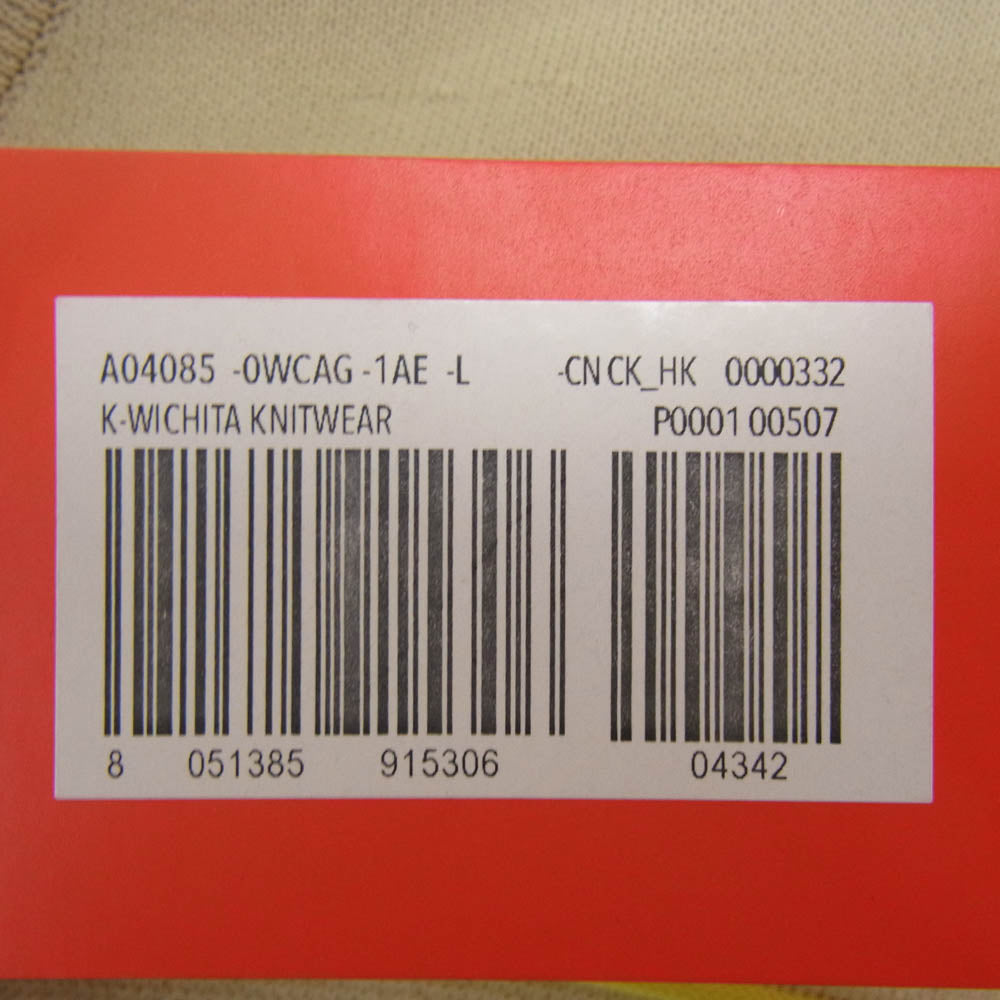 A04085 -0WCAG -1AE -L -CN CK_HK 0000332
K-WICHITA KNITWEAR P0001 00507
8 051385 915306 04342